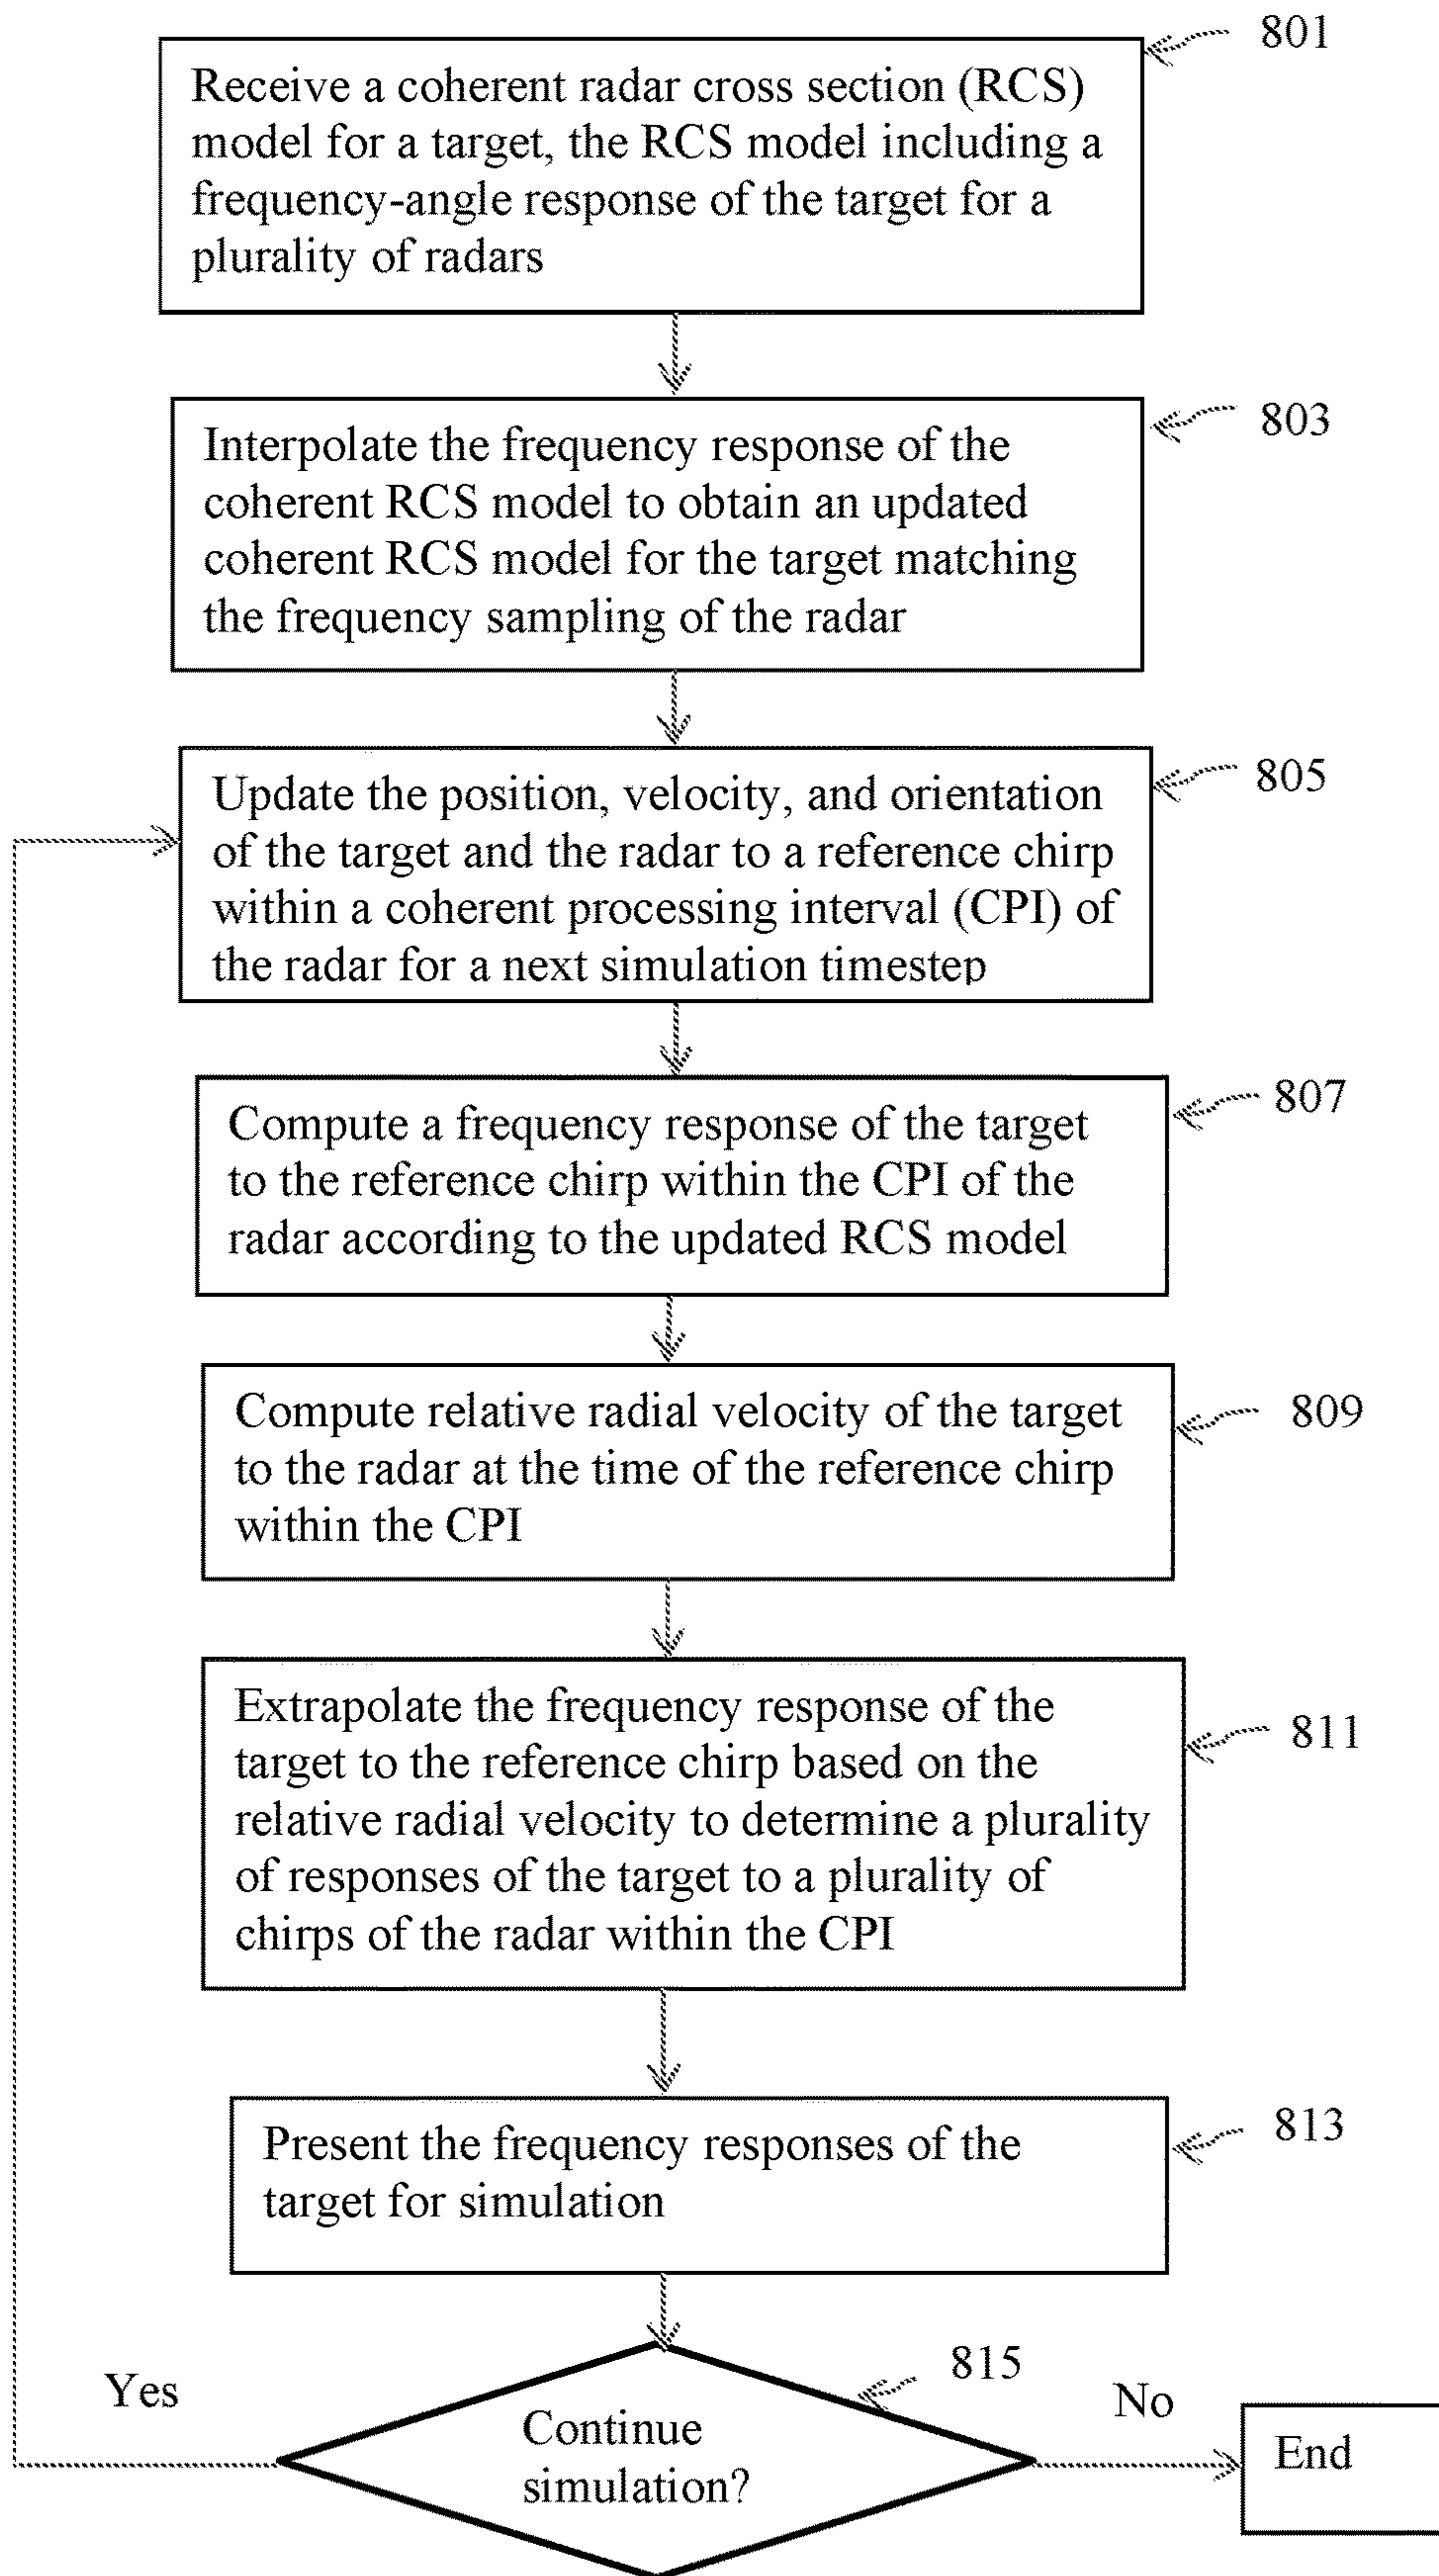 801
Receive a coherent radar cross section (RCS)
model for a target, the RCS model including a
frequency-angle response of the target for a
plurality of radars
803
Interpolate the frequency response of the
coherent RCS model to obtain an updated
coherent RCS model for the target matching
the frequency sampling of the radar
805
Update the position, velocity, and orientation
of the target and the radar to a reference chirp
within a coherent processing interval (CPI) of
the radar for a next simulation timestep
807
Compute a frequency response of the target
to the reference chirp within the CPI of the
radar according to the updated RCS model
809
Compute relative radial velocity of the target
to the radar at the time of the reference chirp
within the CPI
811
Extrapolate the frequency response of the
target to the reference chirp based on the
relative radial velocity to determine a plurality
of responses of the target to a plurality of
chirps of the radar within the CPI
813
Present the frequency responses of the
target for simulation
815
Yes
No
Continue
simulation?
End